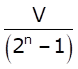 V
(2ⁿ – 1)